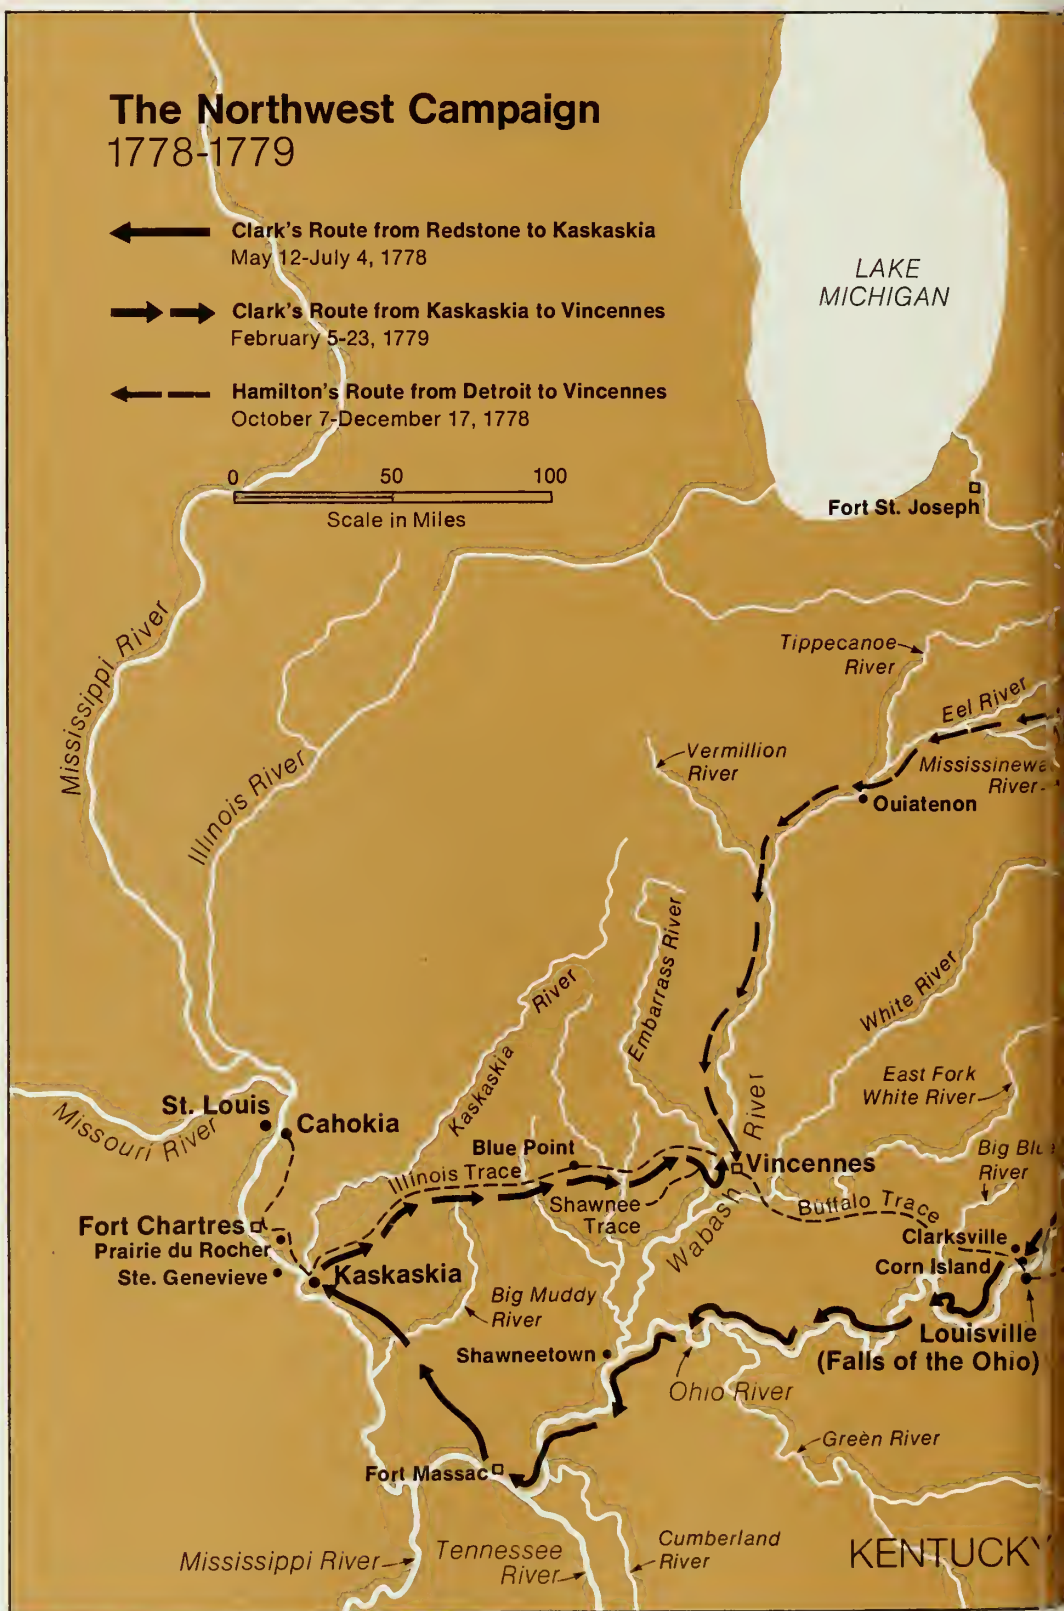 The Northwest Campaign
1778-1779
Clark's Route from Redstone to Kaskaskia
May 12-July 4, 1778
Clark's Route from Kaskaskia to Vincennes
February 5-23, 1779
Hamilton's Route from Detroit to Vincennes
October 7-December 17, 1778
0 50 100
Scale in Miles
LAKE
MICHIGAN
Fort St. Joseph
Mississippi River
Illinois River
Tippecanoe
River
Eel River
Mississinewa
River
Vermillion
River
Ouiatenon
Kaskaskia River
Embarrass River
White River
East Fork
White River
St. Louis
Missouri River
Cahokia
Blue Point
Illinois Trace
Shawnee
Trace
Wabash River
Vincennes
Buffalo Trace
Big
River
Fort Chartres
Prairie du Rocher
Ste. Genevieve
Kaskaskia
Clarksville
Corn Island
Big Muddy
River
Louisville
(Falls of the Ohio)
Shawneetown
Ohio River
Green River
Fort Massac
Mississippi River
Tennessee
River
Cumberland
River
KENTUCKY